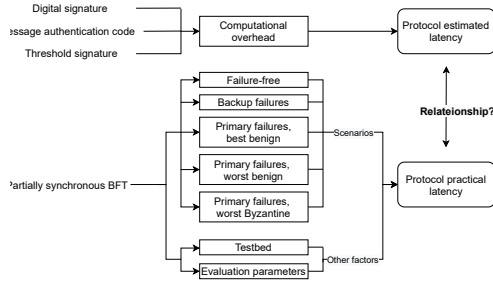 Digital signature
essage authentication code
Threshold signature
Computational
overhead
Protocol estimated
latency
Relateionship?
Failure-free
Backup failures
Primary failures,
best benign
Primary failures,
worst benign
Primary failures,
worst Byzantine
Scenarios
Partially synchronous BFT
Protocol practical
latency
Testbed
Evaluation parameters
Other factors